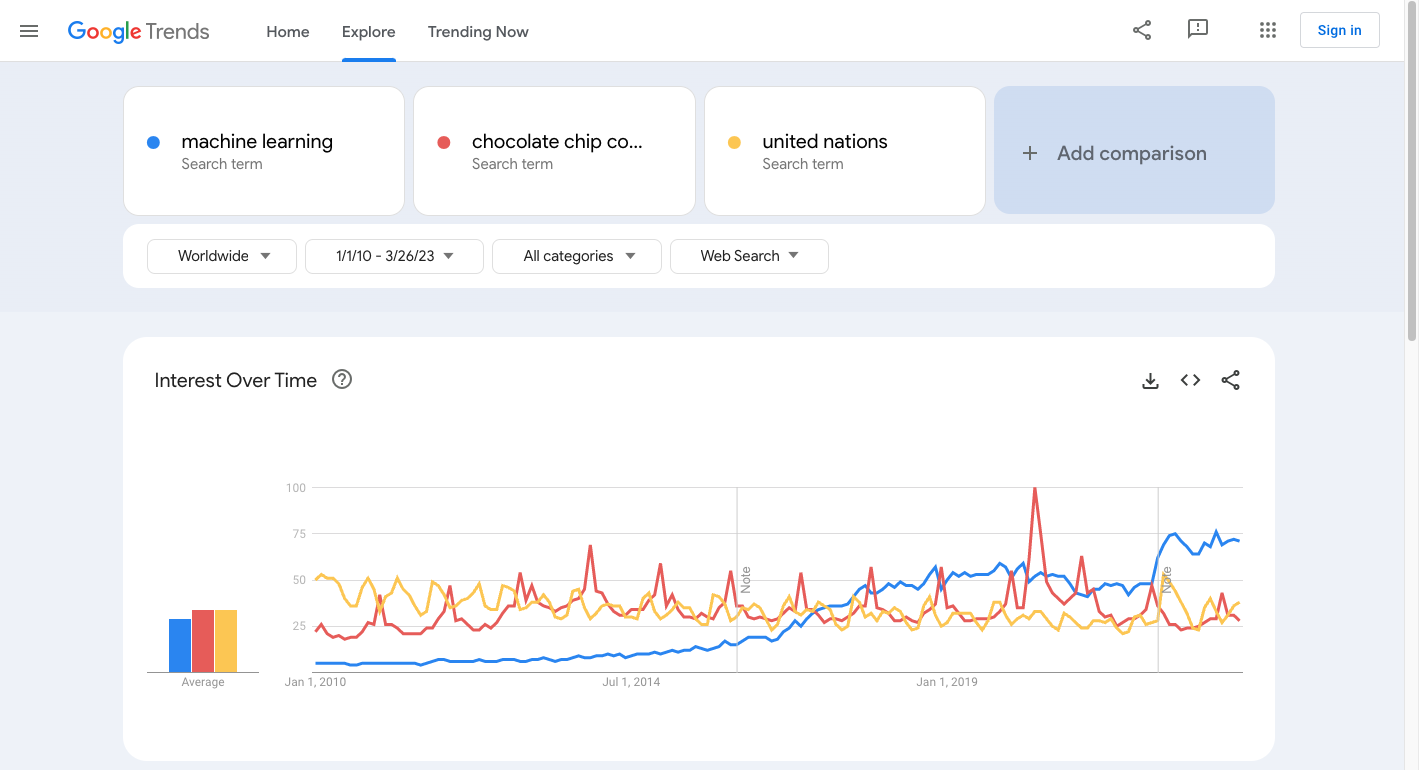 Google Trends
Home
Explore
Trending Now
Sign in
machine learning
Search term
chocolate chip co...
Search term
united nations
Search term
+ Add comparison
Worldwide
1/1/10 - 3/26/23
All categories
Web Search
Interest Over Time
100
75
50
25
Note
Note
Average
Jan 1, 2010
Jul 1, 2014
Jan 1, 2019